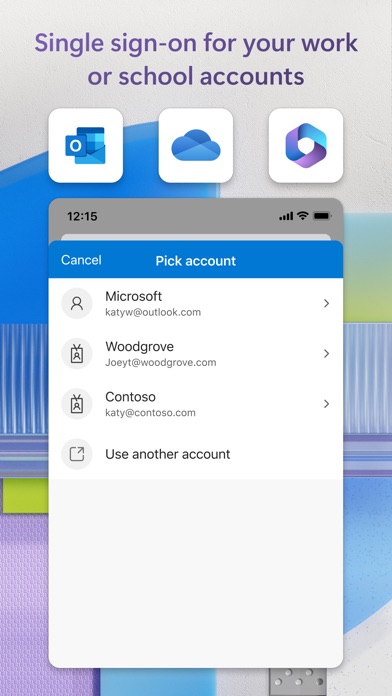 Single sign-on for your work
or school accounts
O
12:15
Cancel
Pick account
Microsoft
katyw@outlook.com
Woodgrove
Joeyt@woodgrove.com
Contoso
katy@contoso.com
Use another account